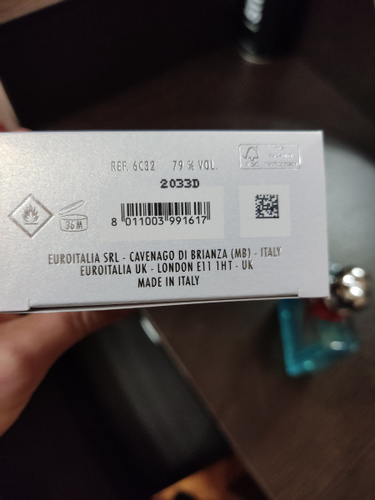 REF. 6C32 79 % VOL.
2033D
36 M
8 011003 991617
EUROITALIA SRL - CAVENAGO DI BRIANZA (MB) - ITALY
EUROITALIA UK - LONDON E11 1HT - UK
MADE IN ITALY